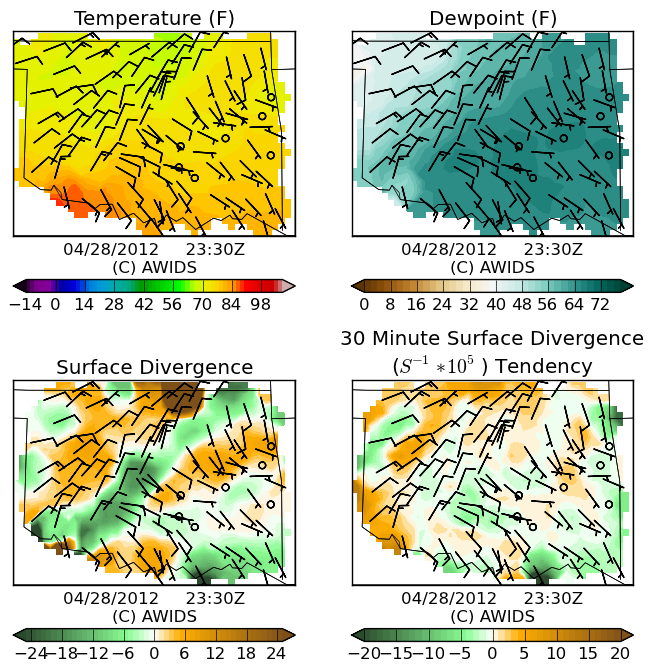 Temperature (F)
04/28/2012 23:30Z
(C) AWIDS
−14 0 14 28 42 56 70 84 98
Dewpoint (F)
04/28/2012 23:30Z
(C) AWIDS
0 8 16 24 32 40 48 56 64 72
Surface Divergence
04/28/2012 23:30Z
(C) AWIDS
−24−18−12−6 0 6 12 18 24
30 Minute Surface Divergence
(S⁻¹ *10⁵ ) Tendency
04/28/2012 23:30Z
(C) AWIDS
−20−15−10−5 0 5 10 15 20